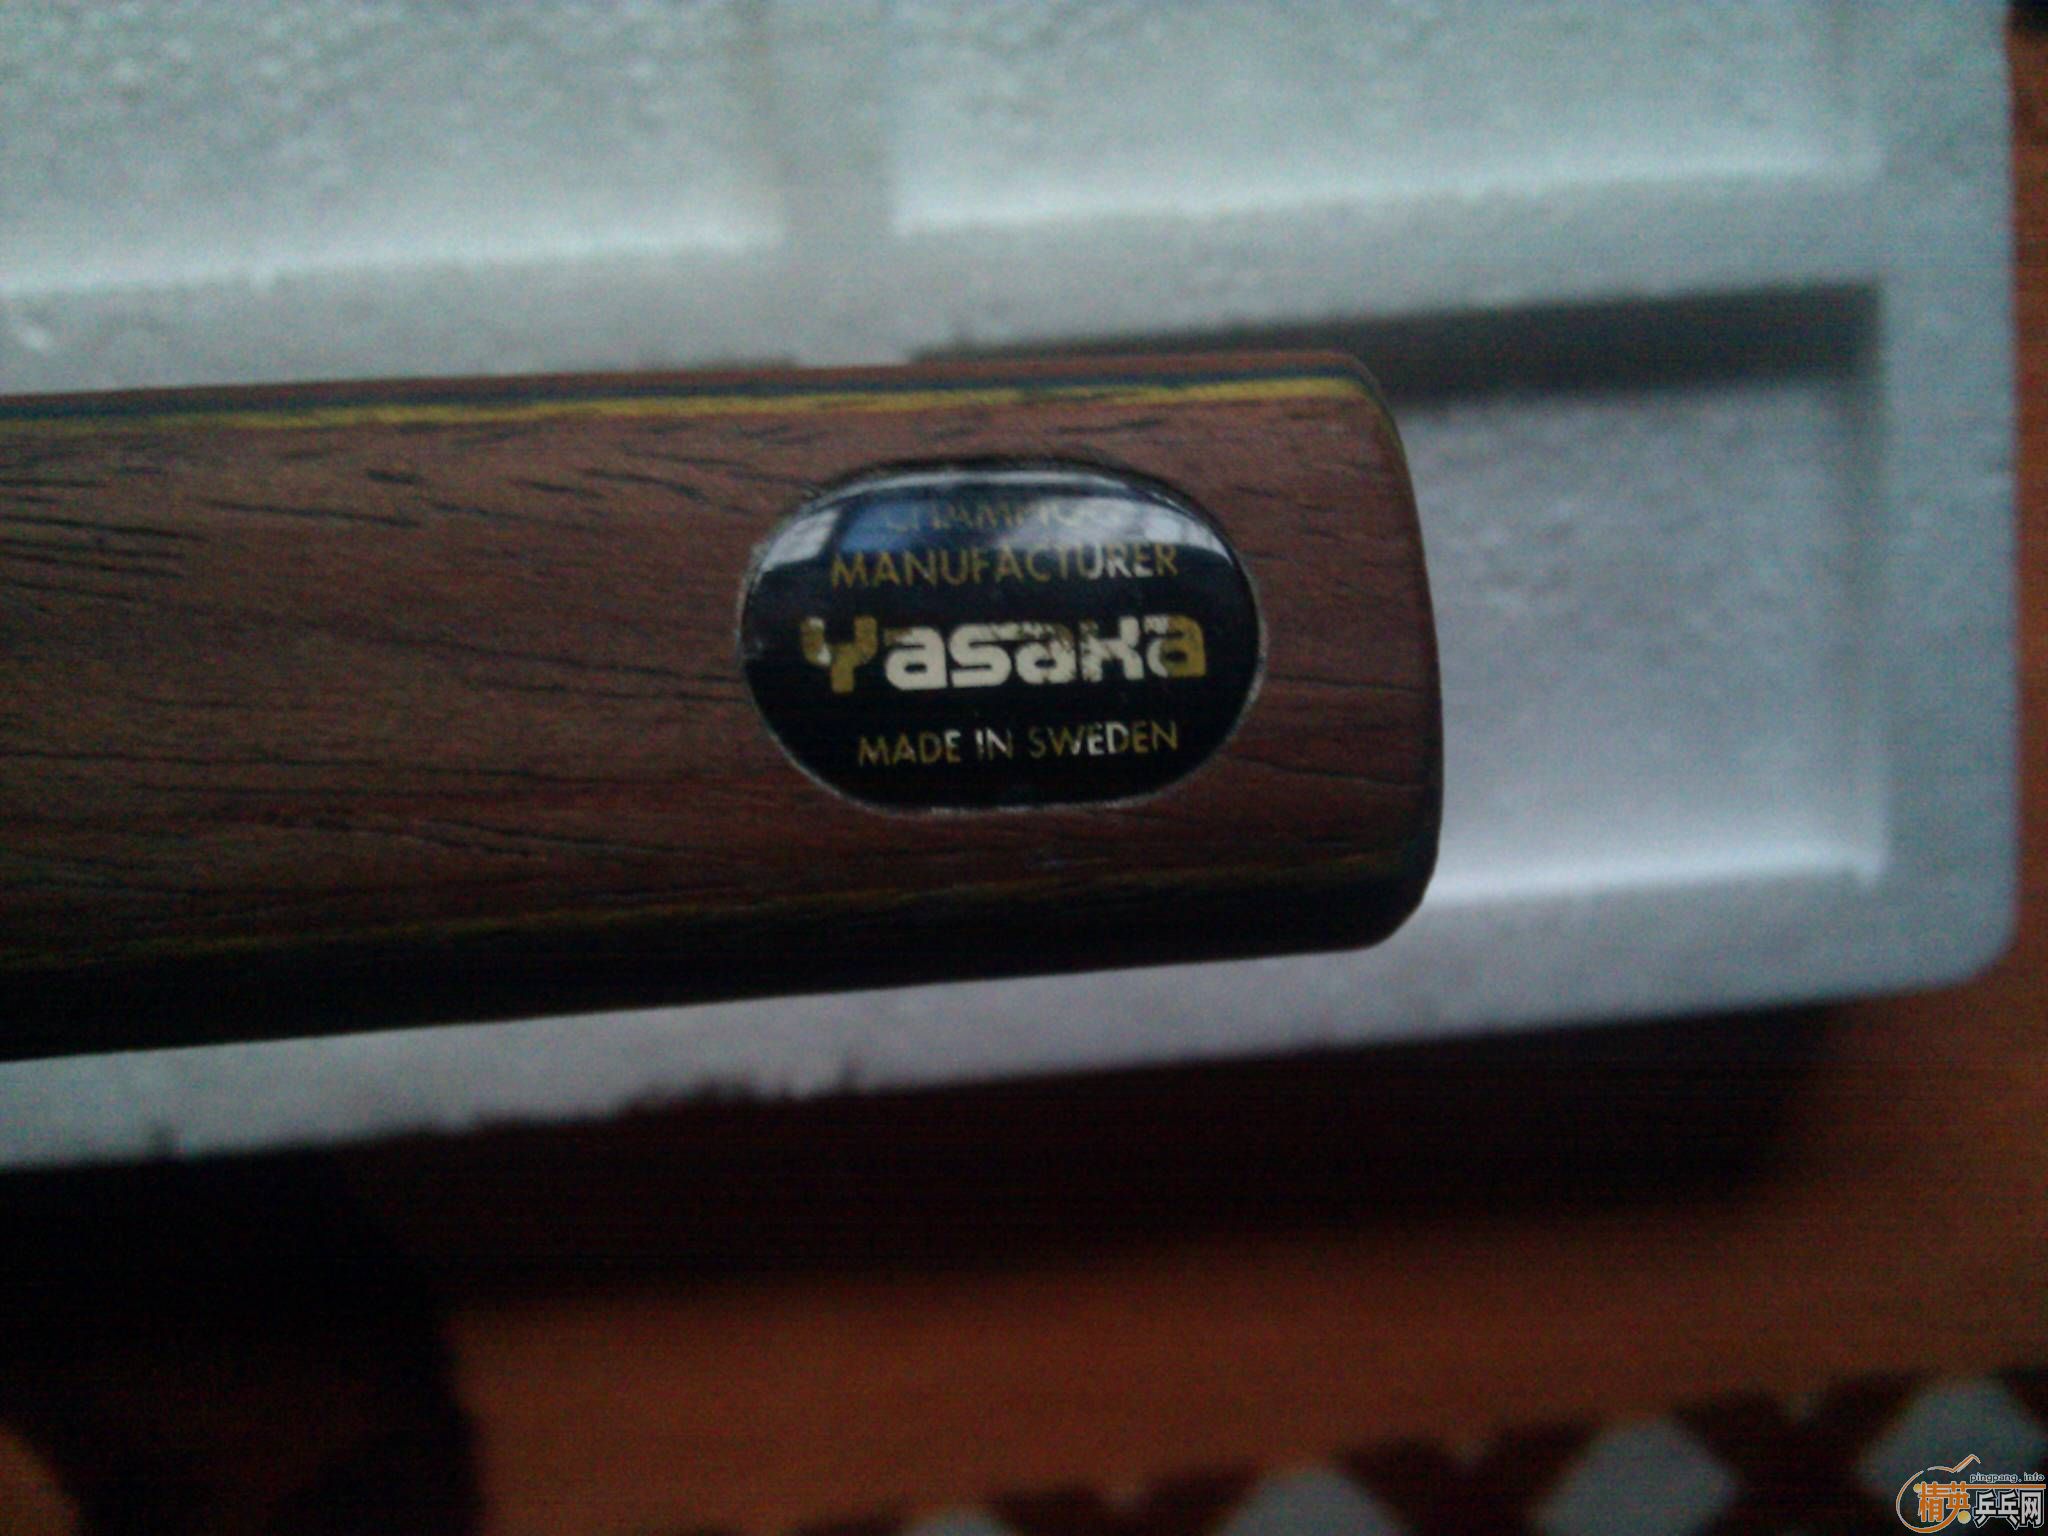 MANUFACTURER
Yasaka
MADE IN SWEDEN
pingpang.info
精英乒乓网